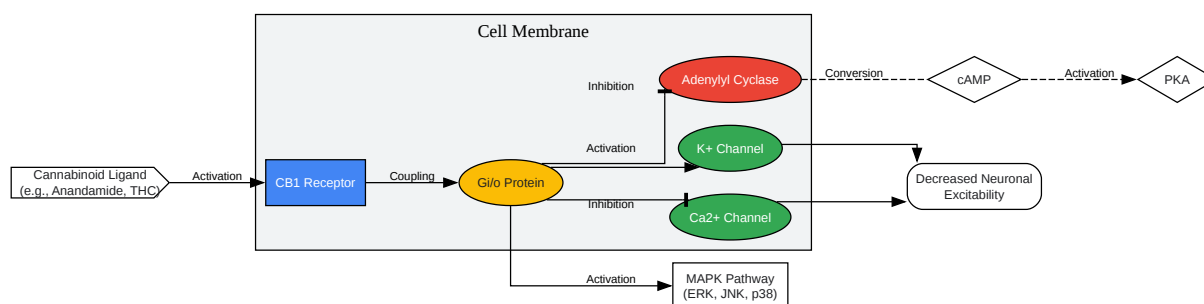 Cell Membrane
Adenylyl Cyclase
Conversion
cAMP
Activation
PKA
Inhibition
Activation
K+ Channel
Cannabinoid Ligand
(e.g., Anandamide, THC)
Activation
CB1 Receptor
Coupling
Gi/o Protein
Decreased Neuronal
Excitability
Inhibition
Ca2+ Channel
Activation
MAPK Pathway
(ERK, JNK, p38)